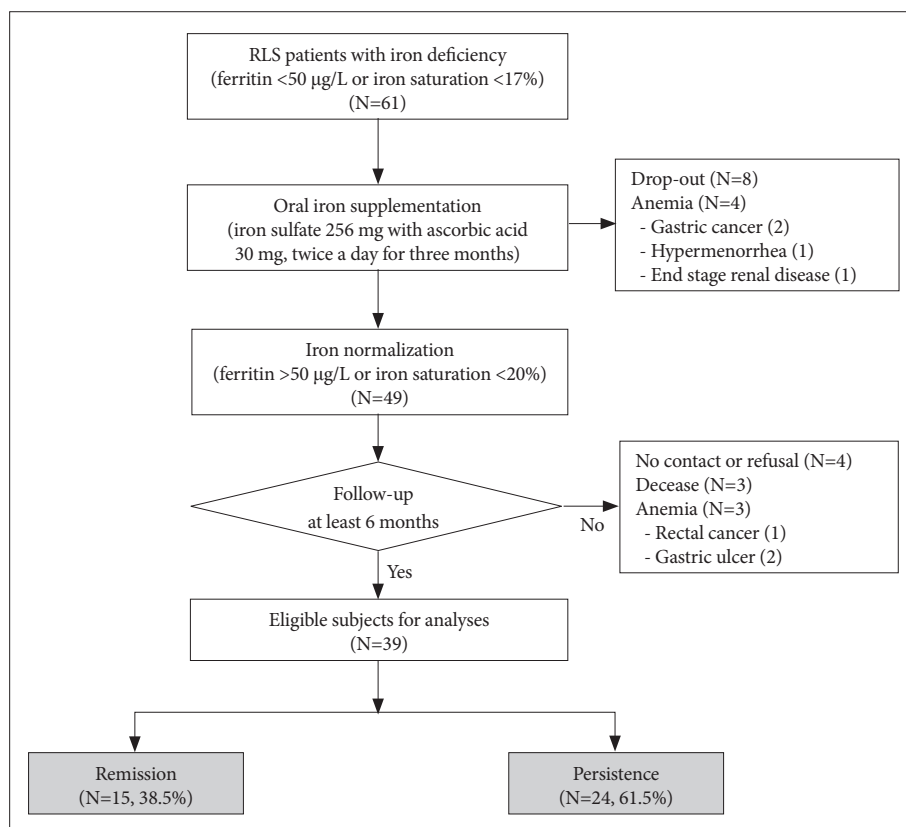 RLS patients with iron deficiency
(ferritin <50 μg/L or iron saturation <17%)
(N=61)
Oral iron supplementation
(iron sulfate 256 mg with ascorbic acid
30 mg, twice a day for three months)
Drop-out (N=8)
Anemia (N=4)
- Gastric cancer (2)
- Hypermenorrhea (1)
- End stage renal disease (1)
Iron normalization
(ferritin >50 μg/L or iron saturation <20%)
(N=49)
Follow-up
at least 6 months
No
No contact or refusal (N=4)
Decease (N=3)
Anemia (N=3)
- Rectal cancer (1)
- Gastric ulcer (2)
Yes
Eligible subjects for analyses
(N=39)
Remission
(N=15, 38.5%)
Persistence
(N=24, 61.5%)